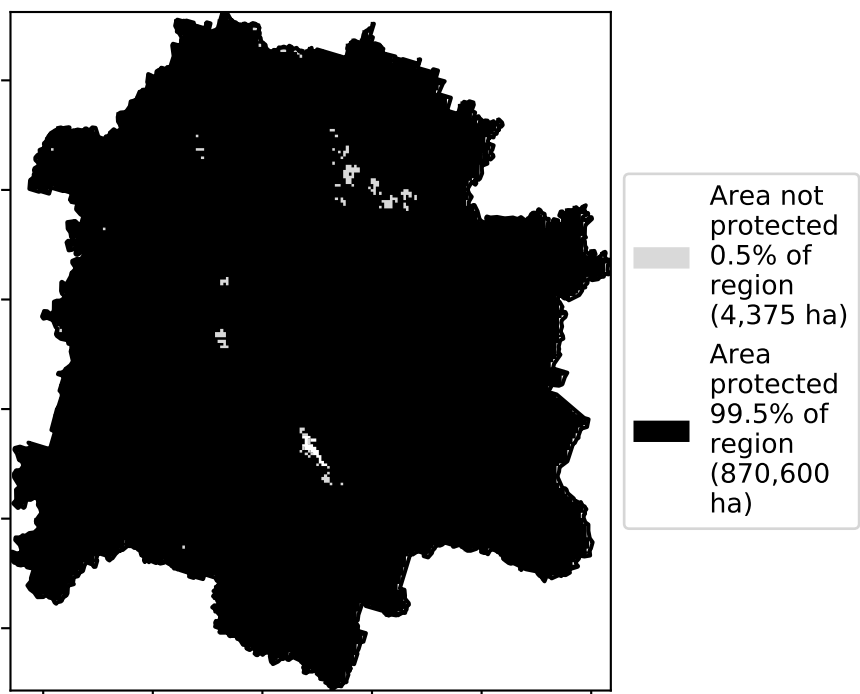 Area not
protected
0.5% of
region
(4,375 ha)
Area
protected
99.5% of
region
(870,600
ha)